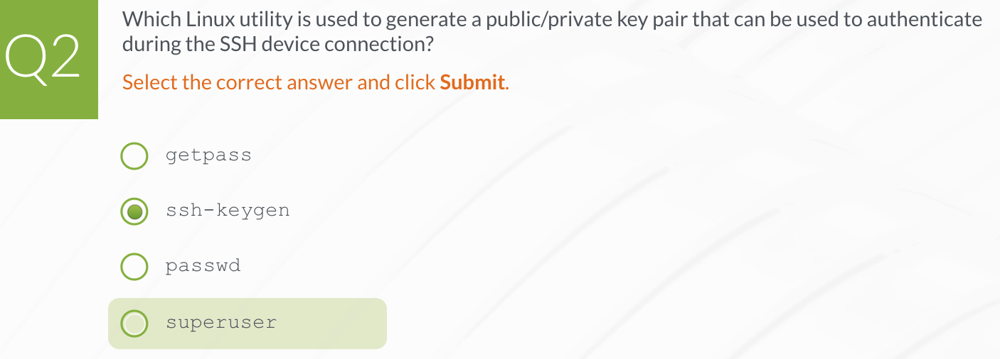 Q2
Which Linux utility is used to generate a public/private key pair that can be used to authenticate
during the SSH device connection?
Select the correct answer and click Submit.
getpass
ssh-keygen
passwd
superuser